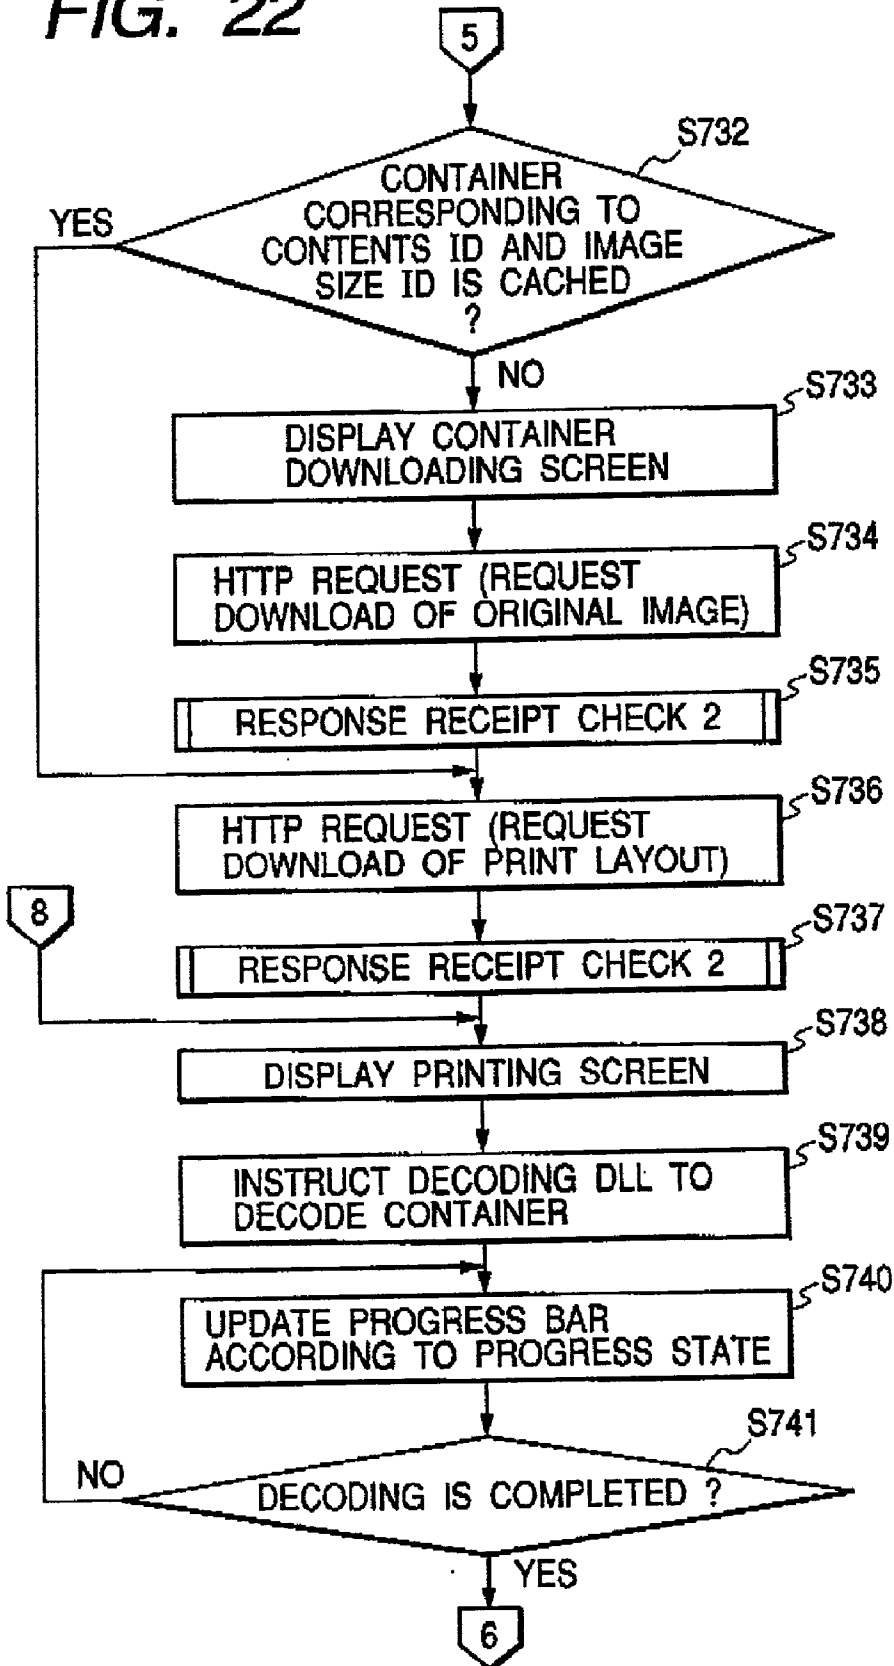 FIG. 22
5
S732
CONTAINER
CORRESPONDING TO
CONTENTS ID AND IMAGE
SIZE ID IS CACHED
?
YES
NO
S733
DISPLAY CONTAINER
DOWNLOADING SCREEN
S734
HTTP REQUEST (REQUEST
DOWNLOAD OF ORIGINAL IMAGE)
S735
RESPONSE RECEIPT CHECK 2
S736
HTTP REQUEST (REQUEST
DOWNLOAD OF PRINT LAYOUT)
8
S737
RESPONSE RECEIPT CHECK 2
S738
DISPLAY PRINTING SCREEN
S739
INSTRUCT DECODING DLL TO
DECODE CONTAINER
S740
UPDATE PROGRESS BAR
ACCORDING TO PROGRESS STATE
S741
NO
DECODING IS COMPLETED ?
YES
6